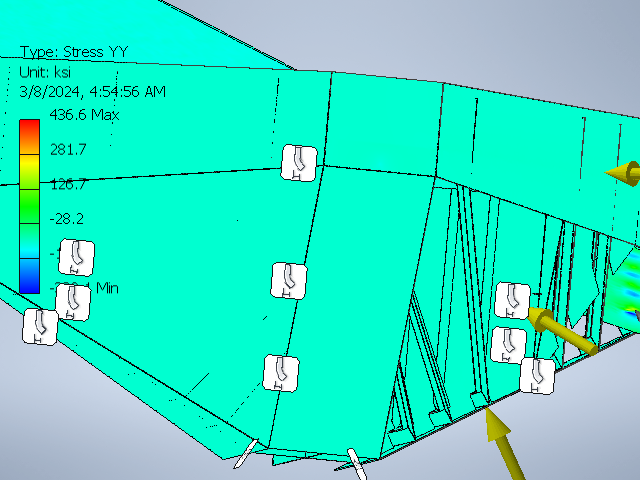 Type: Stress YY
Unit: ksi
3/8/2024, 4:54:56 AM
436.6 Max
281.7
126.7
-28.2
Min